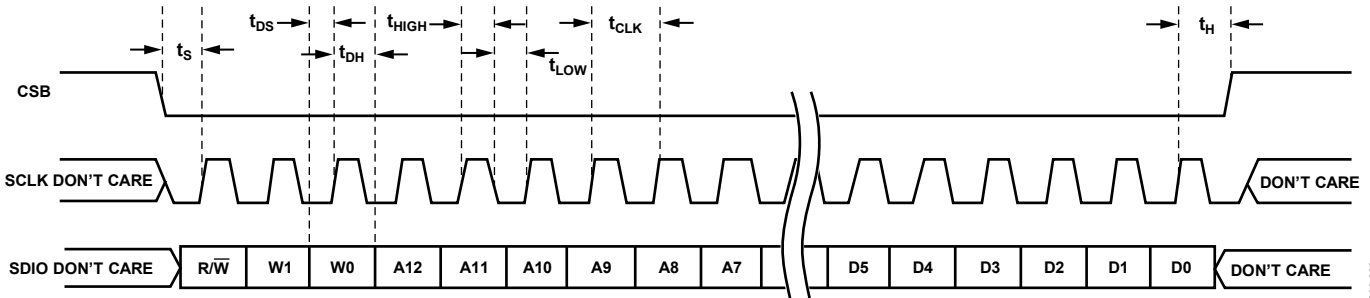 tDS tHIGH tCLK tH
tS tDH tLOW
CSB
SCLK DON'T CARE DON'T CARE
SDIO DON'T CARE R/W̅ W1 W0 A12 A11 A10 A9 A8 A7 D5 D4 D3 D2 D1 D0 DON'T CARE